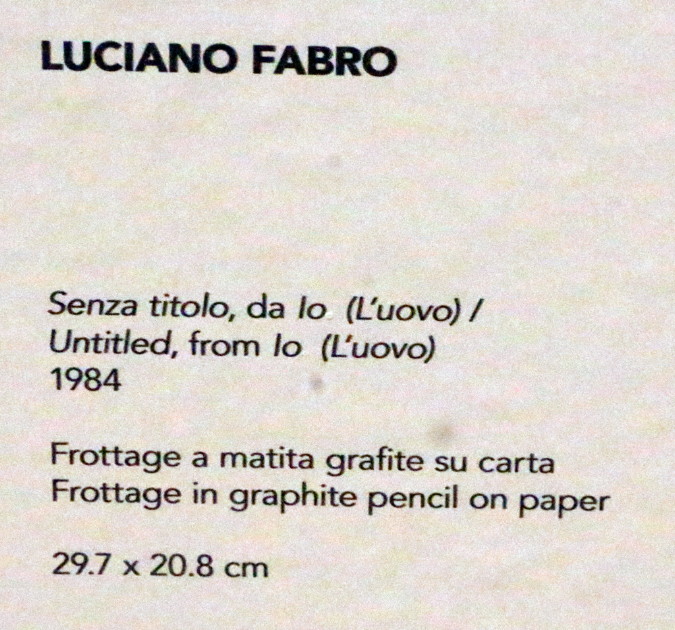 LUCIANO FABRO
Senza titolo, da Io (L'uovo) /
Untitled, from Io (L'uovo)
1984
Frottage a matita grafite su carta
Frottage in graphite pencil on paper
29.7 x 20.8 cm